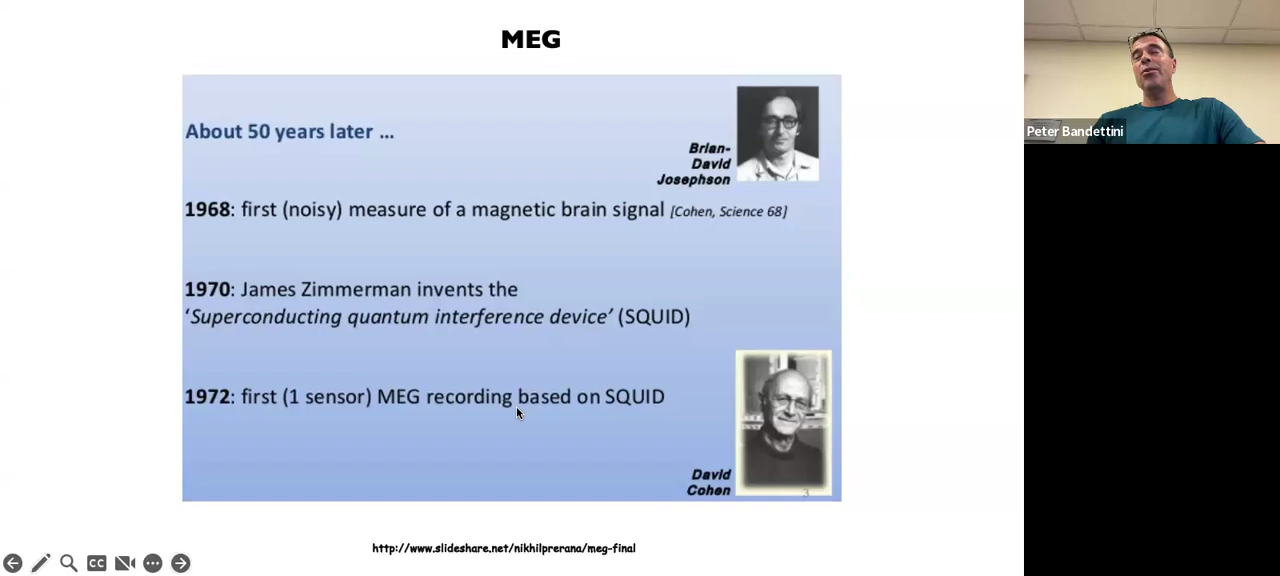 MEG
About 50 years later ...
Brian-
David
Josephson
1968: first (noisy) measure of a magnetic brain signal [Cohen, Science 68]
1970: James Zimmerman invents the
‘Superconducting quantum interference device’ (SQUID)
1972: first (1 sensor) MEG recording based on SQUID
David
Cohen
3
http://www.slideshare.net/nikhilprerana/meg-final
CC
Peter Bandettini